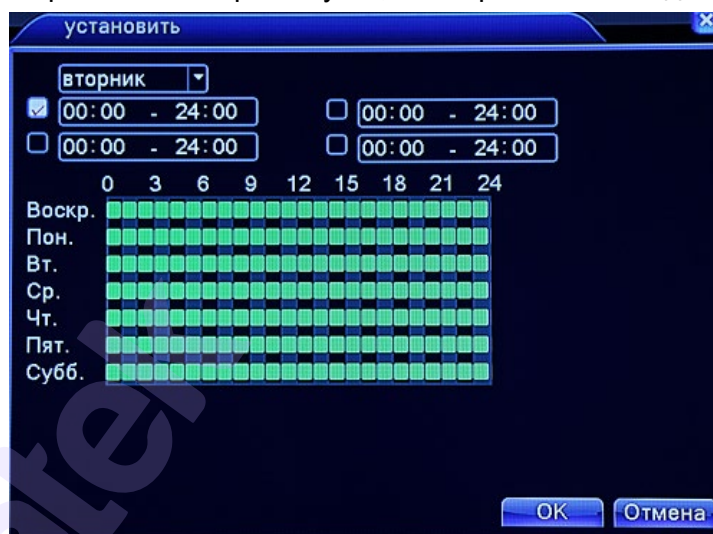 установить
вторник
00:00 - 24:00 00:00 - 24:00
00:00 - 24:00 00:00 - 24:00
0 3 6 9 12 15 18 21 24
Воскр.
Пон.
Вт.
Ср.
Чт.
Пят.
Субб.
OK Отмена